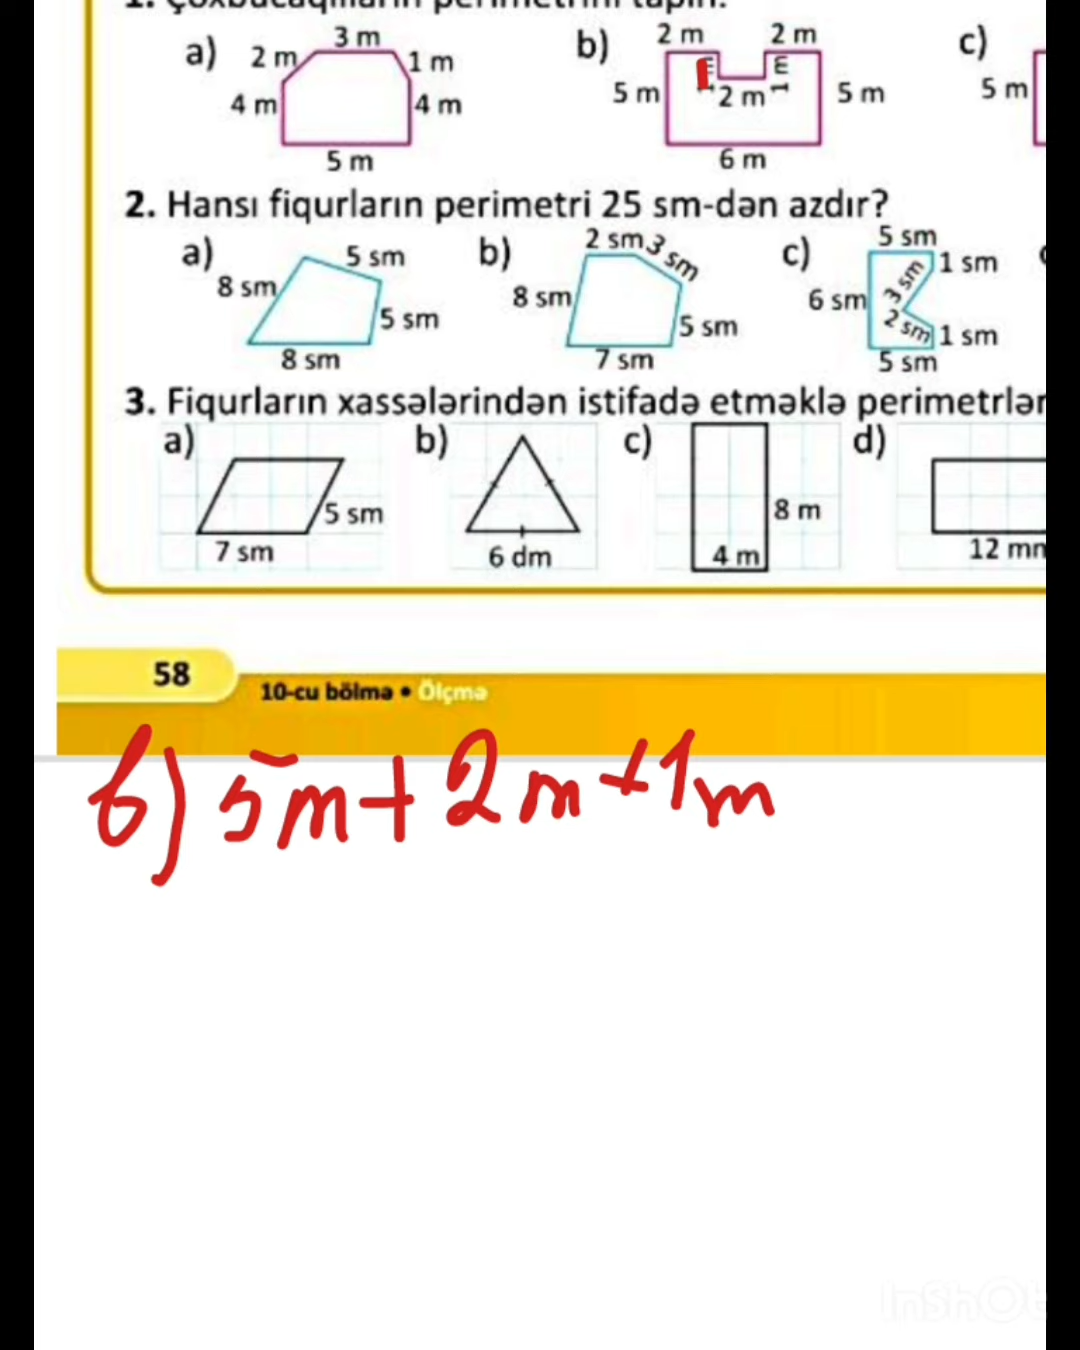 1. Çoxbucaqlıların perimetrini tapın.
a) 2 m 3 m 1 m 4 m 4 m 5 m
b) 2 m 2 m 1 m 2 m 1 m 5 m 5 m 6 m
c) 5 m
2. Hansı fiqurların perimetri 25 sm-dən azdır?
a) 8 sm 5 sm 5 sm 8 sm
b) 2 sm 3 sm 8 sm 5 sm 7 sm
c) 5 sm 1 sm 3 sm 6 sm 2 sm 1 sm 5 sm
3. Fiqurların xassələrindən istifadə etməklə perimetrlər
a) 5 sm 7 sm
b) 6 dm
c) 8 m 4 m
d) 12 mm
58
10-cu bölmə • Ölçmə
b) 5m+2m+1m
InShOt